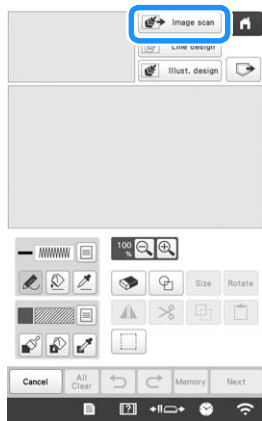 Image scan
Line design
Illust. design
100 %
Size
Rotate
Cancel
All Clear
Memory
Next